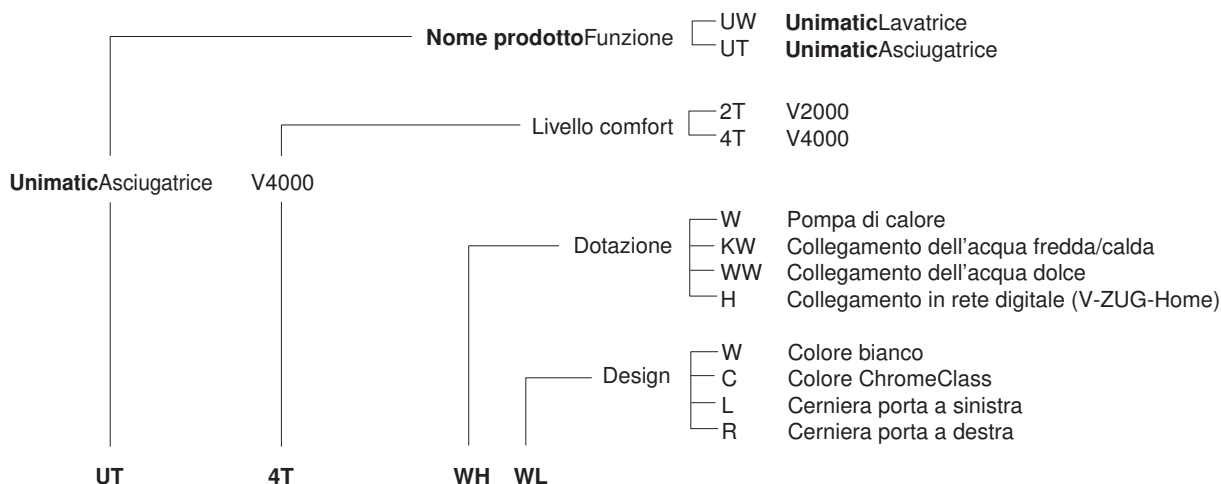 Nome prodottoFunzione
UW UnimaticLavatrice
UT UnimaticAsciugatrice
Livello comfort
2T V2000
4T V4000
UnimaticAsciugatrice V4000
Dotazione
W Pompa di calore
KW Collegamento dell'acqua fredda/calda
WW Collegamento dell'acqua dolce
H Collegamento in rete digitale (V-ZUG-Home)
Design
W Colore bianco
C Colore ChromeClass
L Cerniera porta a sinistra
R Cerniera porta a destra
UT 4T WH WL